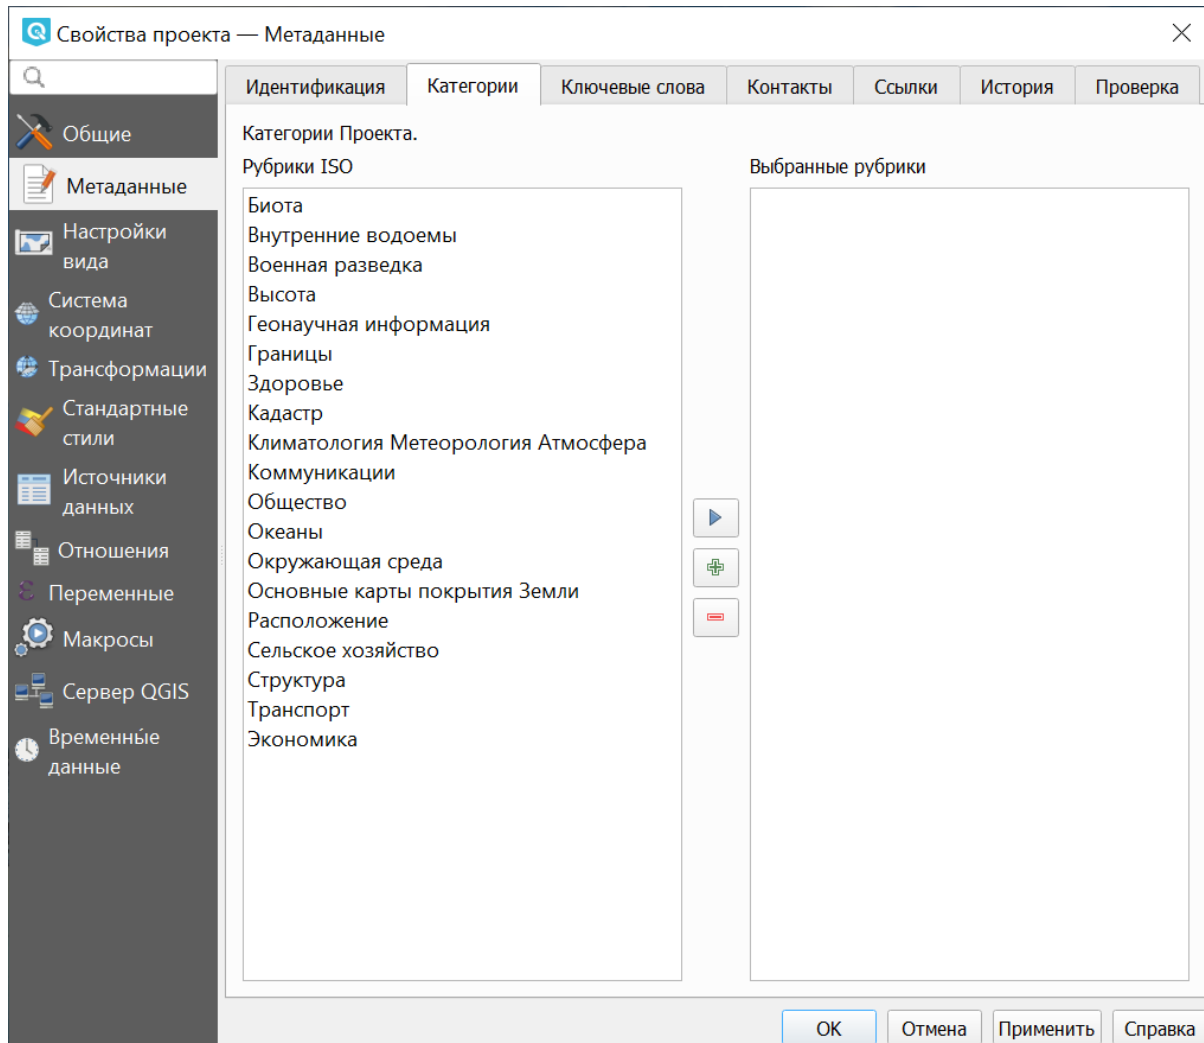 Свойства проекта — Метаданные
Общие
Метаданные
Настройки
вида
Система
координат
Трансформации
Стандартные
стили
Источники
данных
Отношения
Переменные
Макросы
Сервер QGIS
Временны́е
данные
Идентификация Категории Ключевые слова Контакты Ссылки История Проверка
Категории Проекта.
Рубрики ISO
Биота
Внутренние водоемы
Военная разведка
Высота
Геонаучная информация
Границы
Здоровье
Кадастр
Климатология Метеорология Атмосфера
Коммуникации
Общество
Океаны
Окружающая среда
Основные карты покрытия Земли
Расположение
Сельское хозяйство
Структура
Транспорт
Экономика
Выбранные рубрики
OK Отмена Применить Справка